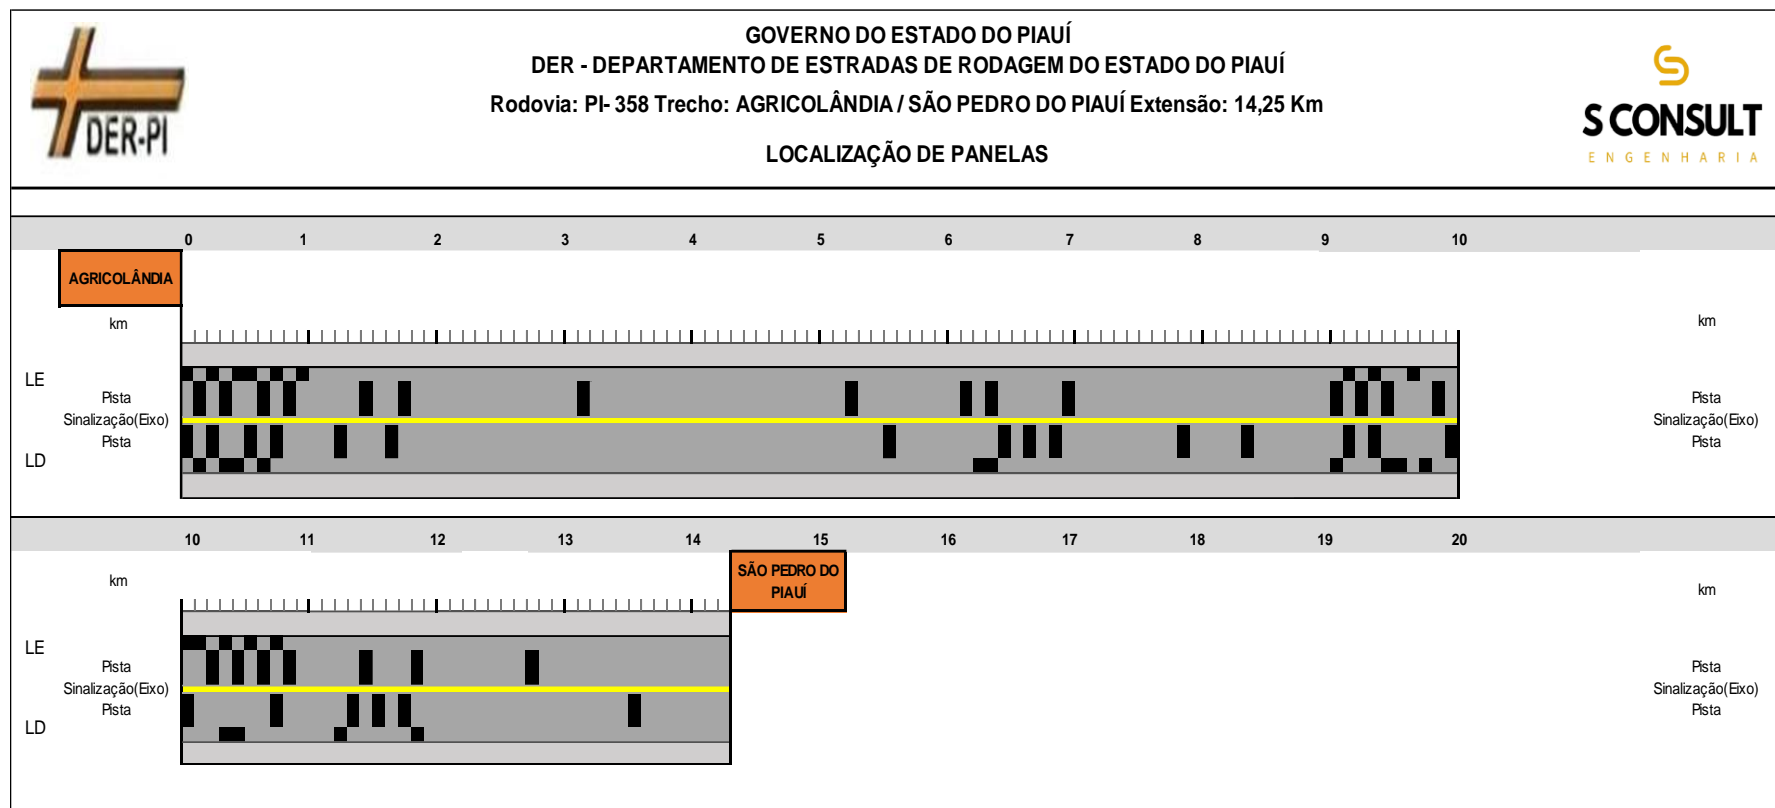 GOVERNO DO ESTADO DO PIAUÍ
DER - DEPARTAMENTO DE ESTRADAS DE RODAGEM DO ESTADO DO PIAUÍ
Rodovia: PI- 358 Trecho: AGRICOLÂNDIA / SÃO PEDRO DO PIAUÍ Extensão: 14,25 Km
LOCALIZAÇÃO DE PANELAS
DER-PI
S CONSULT
ENGENHARIA
0 1 2 3 4 5 6 7 8 9 10
AGRICOLÂNDIA
km km
LE
Pista Pista
Sinalização(Eixo) Sinalização(Eixo)
Pista Pista
LD
10 11 12 13 14 15 16 17 18 19 20
SÃO PEDRO DO
PIAUÍ
km km
LE
Pista Pista
Sinalização(Eixo) Sinalização(Eixo)
Pista Pista
LD